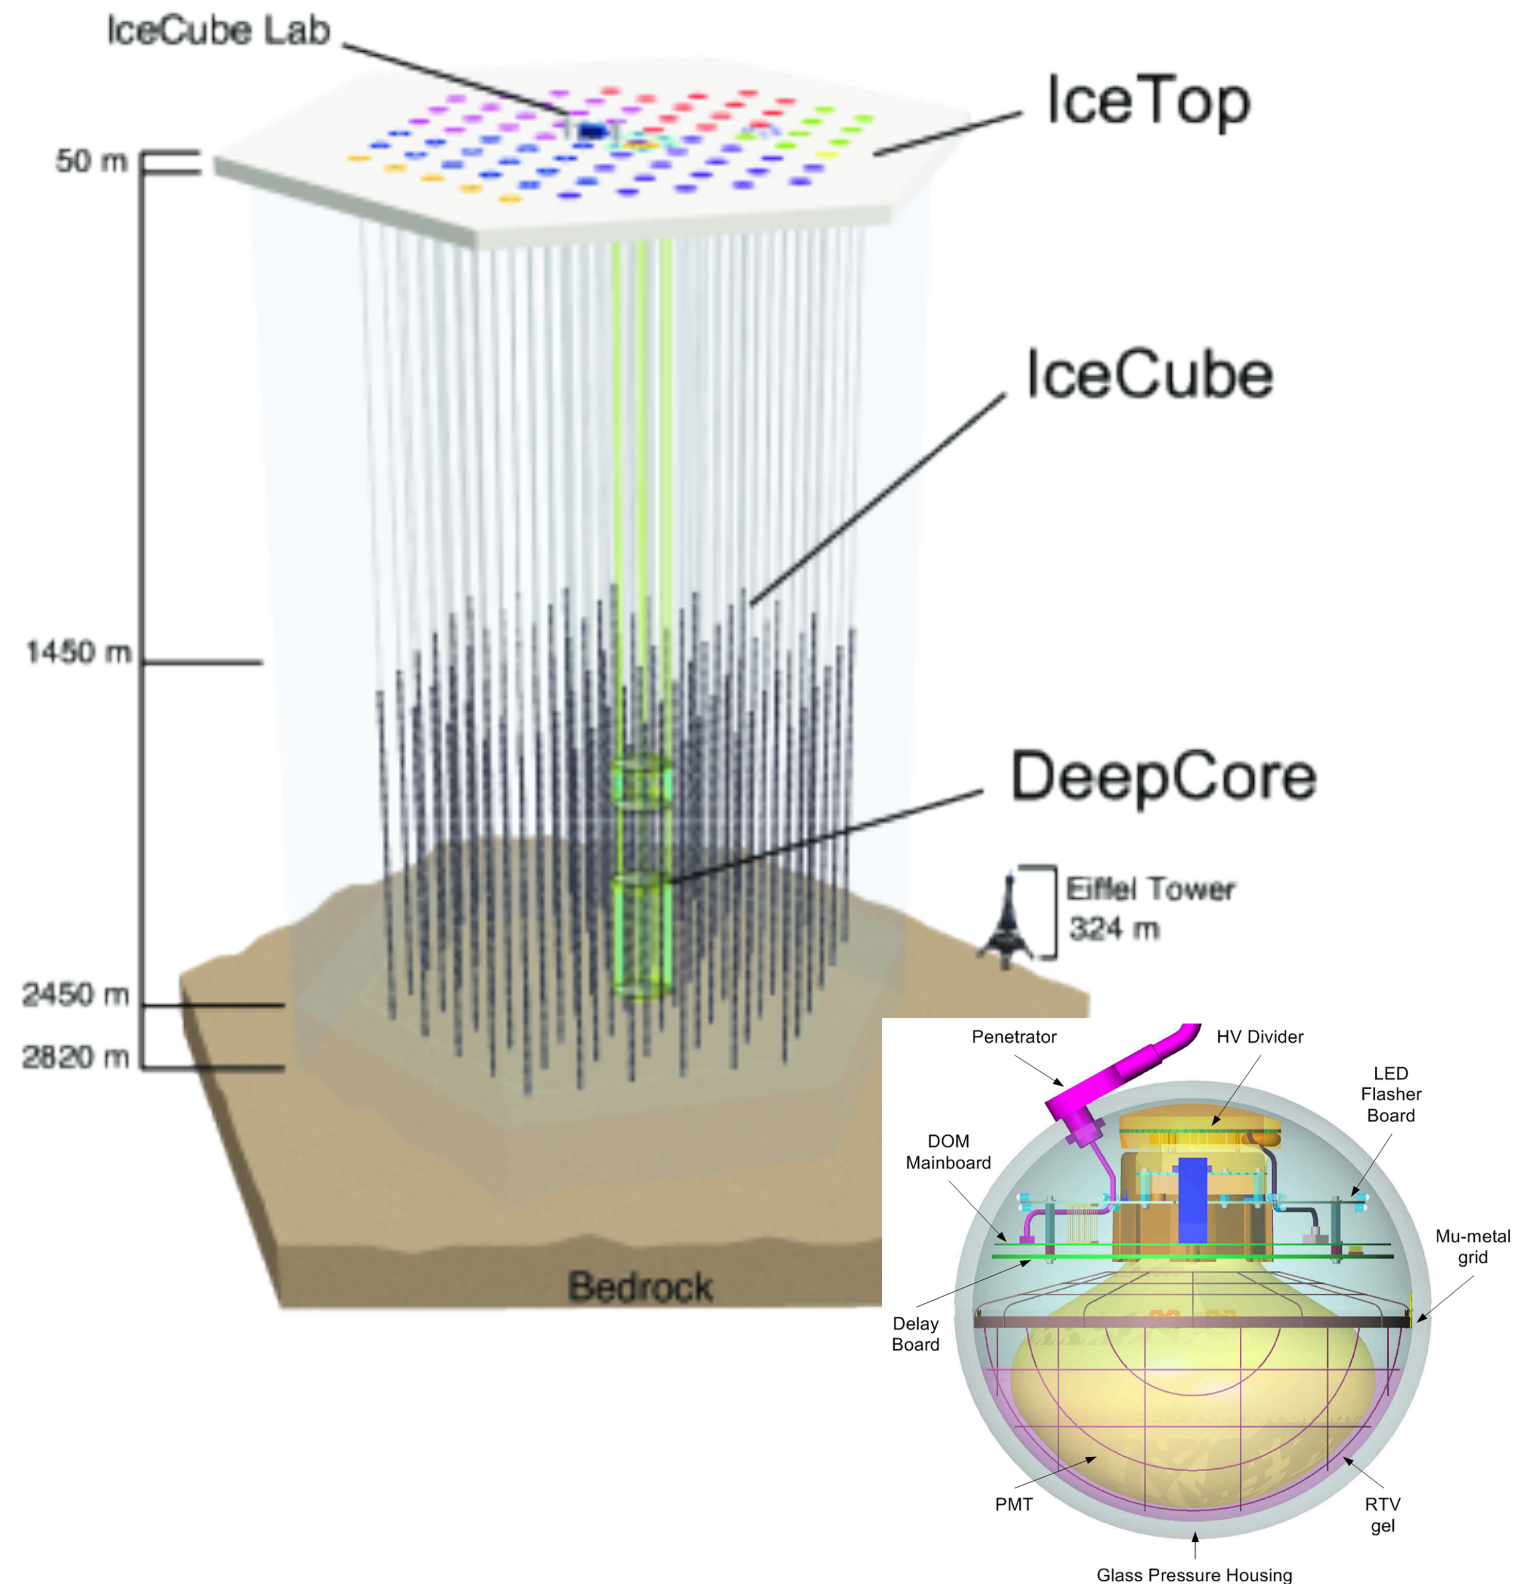 IceCube Lab
IceTop
50 m
IceCube
1450 m
DeepCore
Eiffel Tower
324 m
2450 m
2820 m
Bedrock
Penetrator
HV Divider
LED
Flasher
Board
DOM
Mainboard
Mu-metal
grid
Delay
Board
PMT
RTV
gel
Glass Pressure Housing